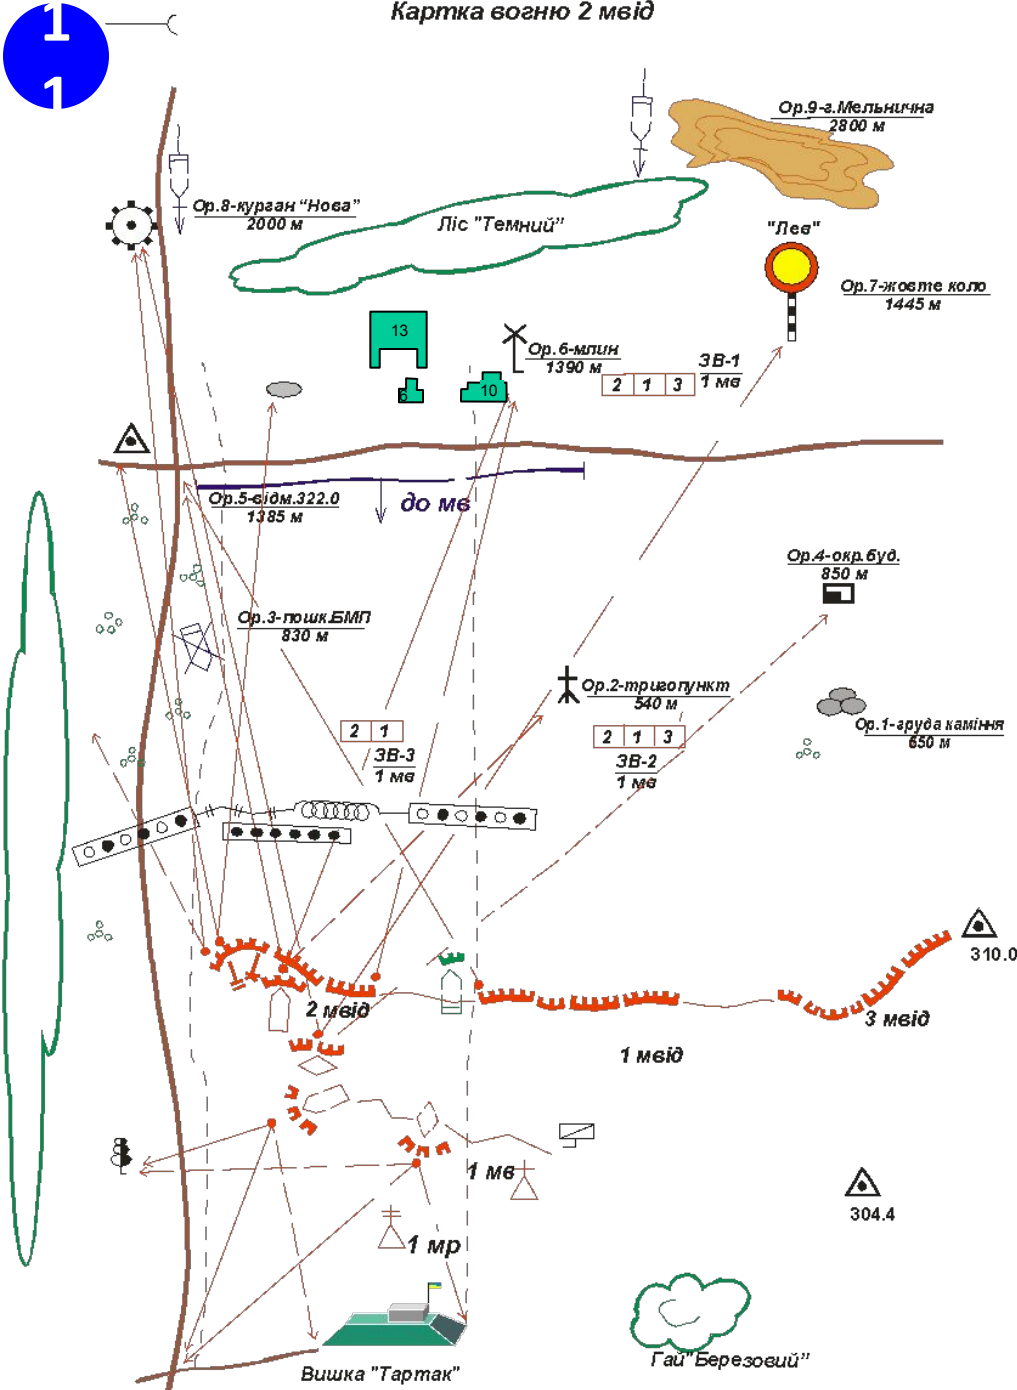 1
1
Картка вогню 2 мвід
Ор.9-г.Мельнична
2800 м
Ор.8-курган "Нова"
2000 м
Ліс "Темний"
"Лев"
Ор.7-жовте коло
1445 м
13
Ор.6-млин
1390 м
ЗВ-1
1 мв
2 1 3
6
10
Ор.5-відм.322.0
1385 м
до мв
Ор.4-окр.буд.
850 м
Ор.3-пошк.БМП
830 м
Ор.2-тригопункт
540 м
Ор.1-груда каміння
650 м
2 1
ЗВ-3
1 мв
2 1 3
ЗВ-2
1 мв
310.0
2 мвід
3 мвід
1 мвід
1 мв
304.4
1 мр
Вишка "Тартак"
Гай"Березовий"